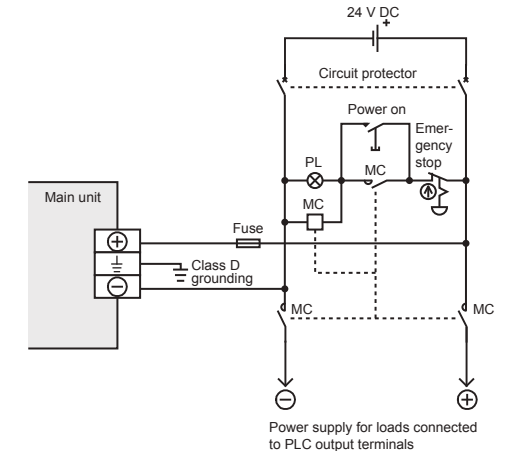 24 V DC
+
Circuit protector
Power on
Emer-
gency
stop
PL
MC
MC
Main unit
Fuse
Class D
grounding
MC
MC
Power supply for loads connected
to PLC output terminals